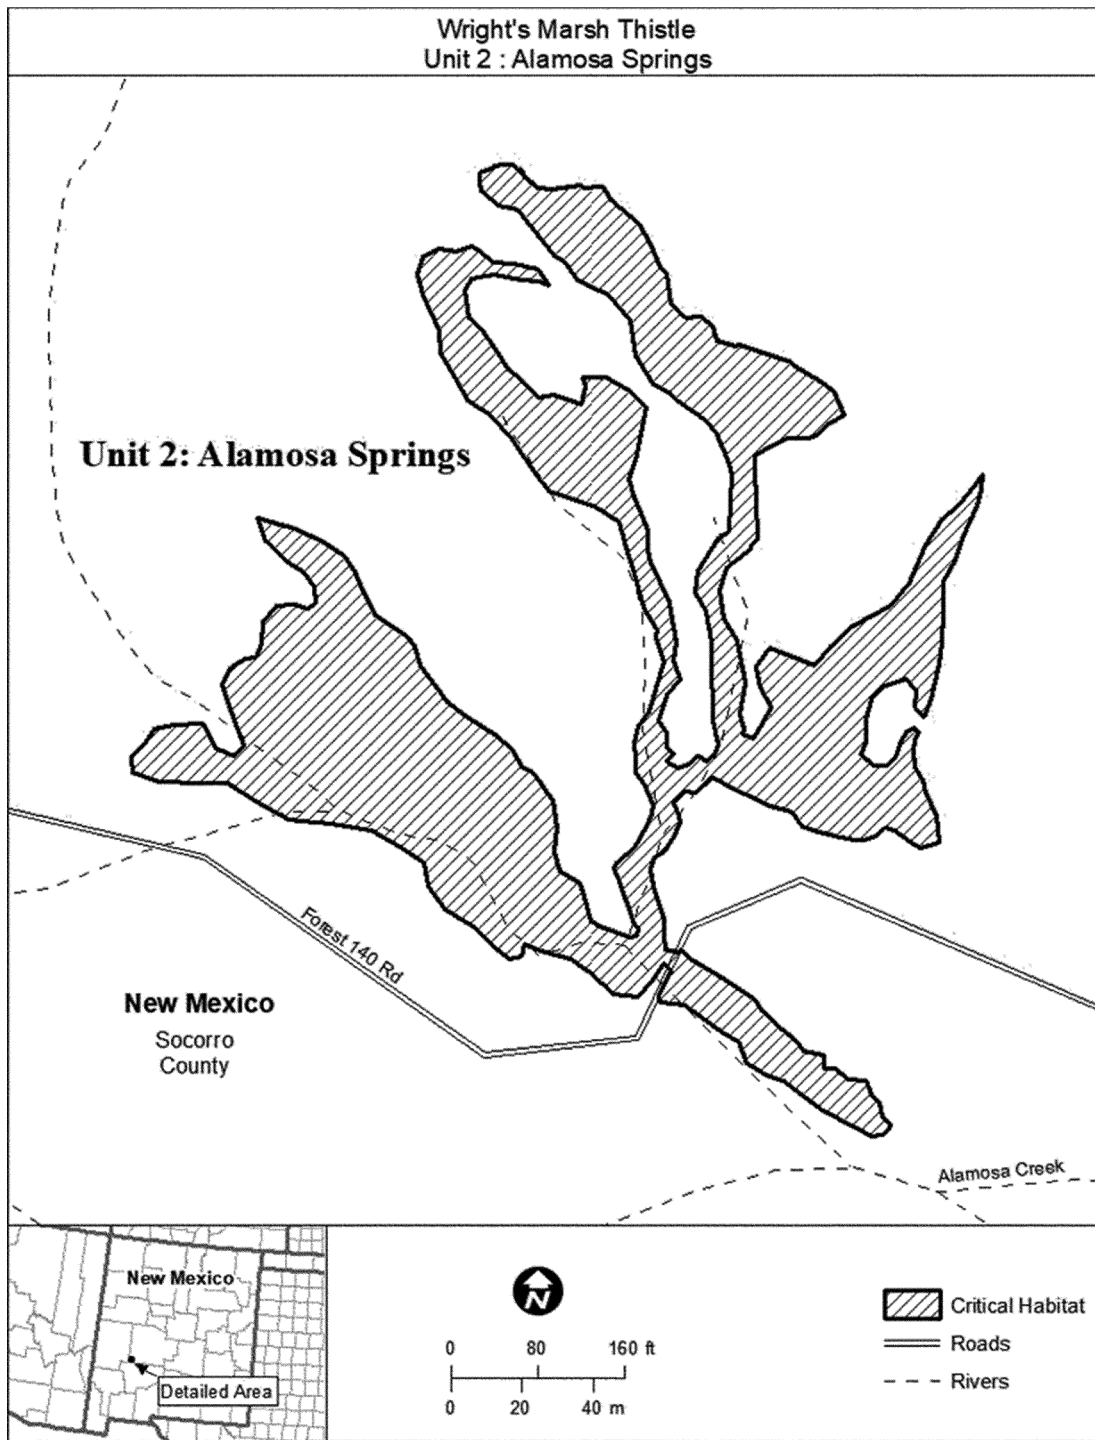 Wright's Marsh Thistle
Unit 2 : Alamosa Springs
Unit 2: Alamosa Springs
Forest 140 Rd
New Mexico
Socorro
County
Alamosa Creek
New Mexico
Detailed Area
N
0 80 160 ft
0 20 40 m
Critical Habitat
Roads
Rivers